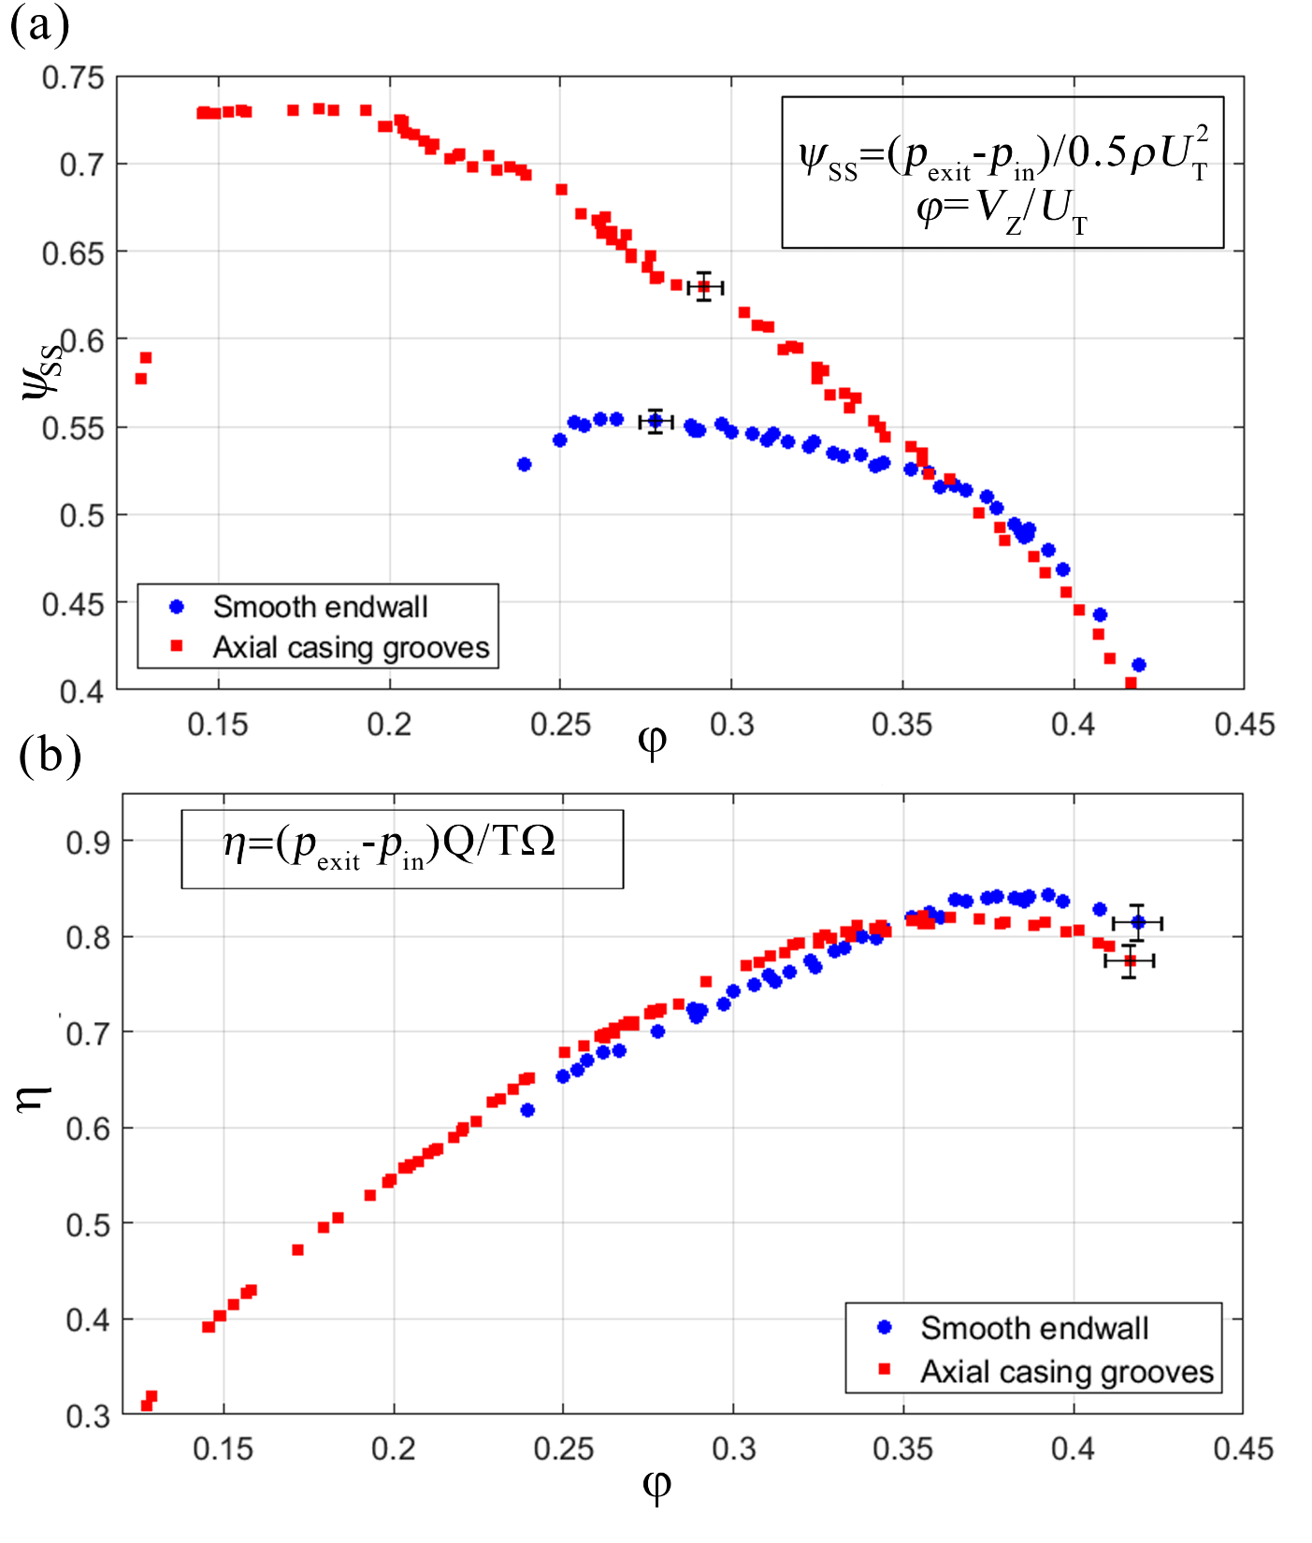 (a)
0.75
0.7
0.65
0.6
0.55
0.5
0.45
0.4
ψSS
ψSS=(pexit-pin)/0.5ρUT2
φ=VZ/UT
Smooth endwall
Axial casing grooves
0.15 0.2 0.25 0.3 0.35 0.4 0.45
φ
(b)
0.9
0.8
0.7
0.6
0.5
0.4
0.3
η
η=(pexit-pin)Q/TΩ
Smooth endwall
Axial casing grooves
0.15 0.2 0.25 0.3 0.35 0.4 0.45
φ